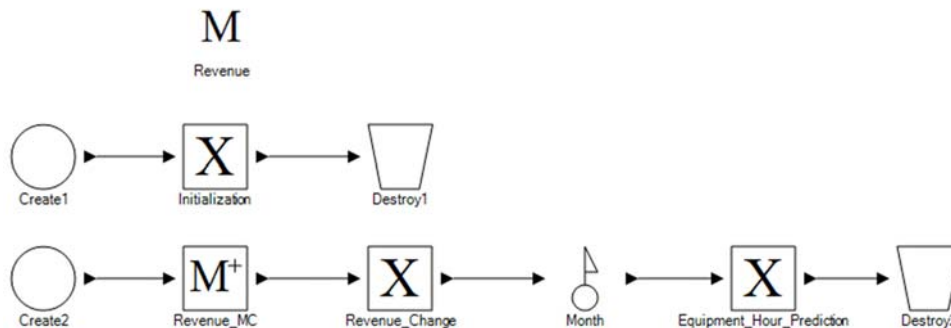 M
Revenue
X
Create1 Initialization Destroy1
M+ X X
Create2 Revenue_MC Revenue_Change Month Equipment_Hour_Prediction